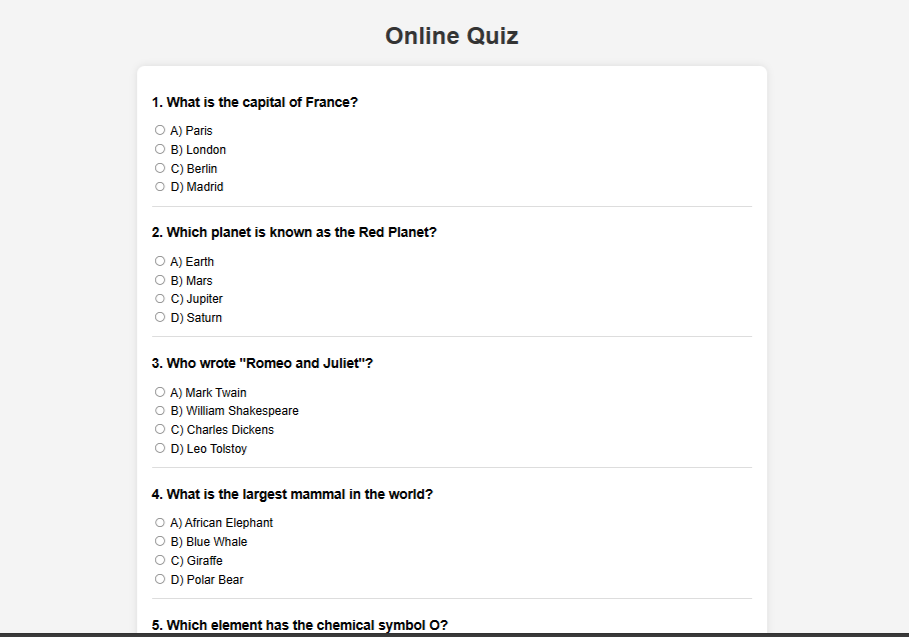 Online Quiz
1. What is the capital of France?
A) Paris
B) London
C) Berlin
D) Madrid
2. Which planet is known as the Red Planet?
A) Earth
B) Mars
C) Jupiter
D) Saturn
3. Who wrote "Romeo and Juliet"?
A) Mark Twain
B) William Shakespeare
C) Charles Dickens
D) Leo Tolstoy
4. What is the largest mammal in the world?
A) African Elephant
B) Blue Whale
C) Giraffe
D) Polar Bear
5. Which element has the chemical symbol O?